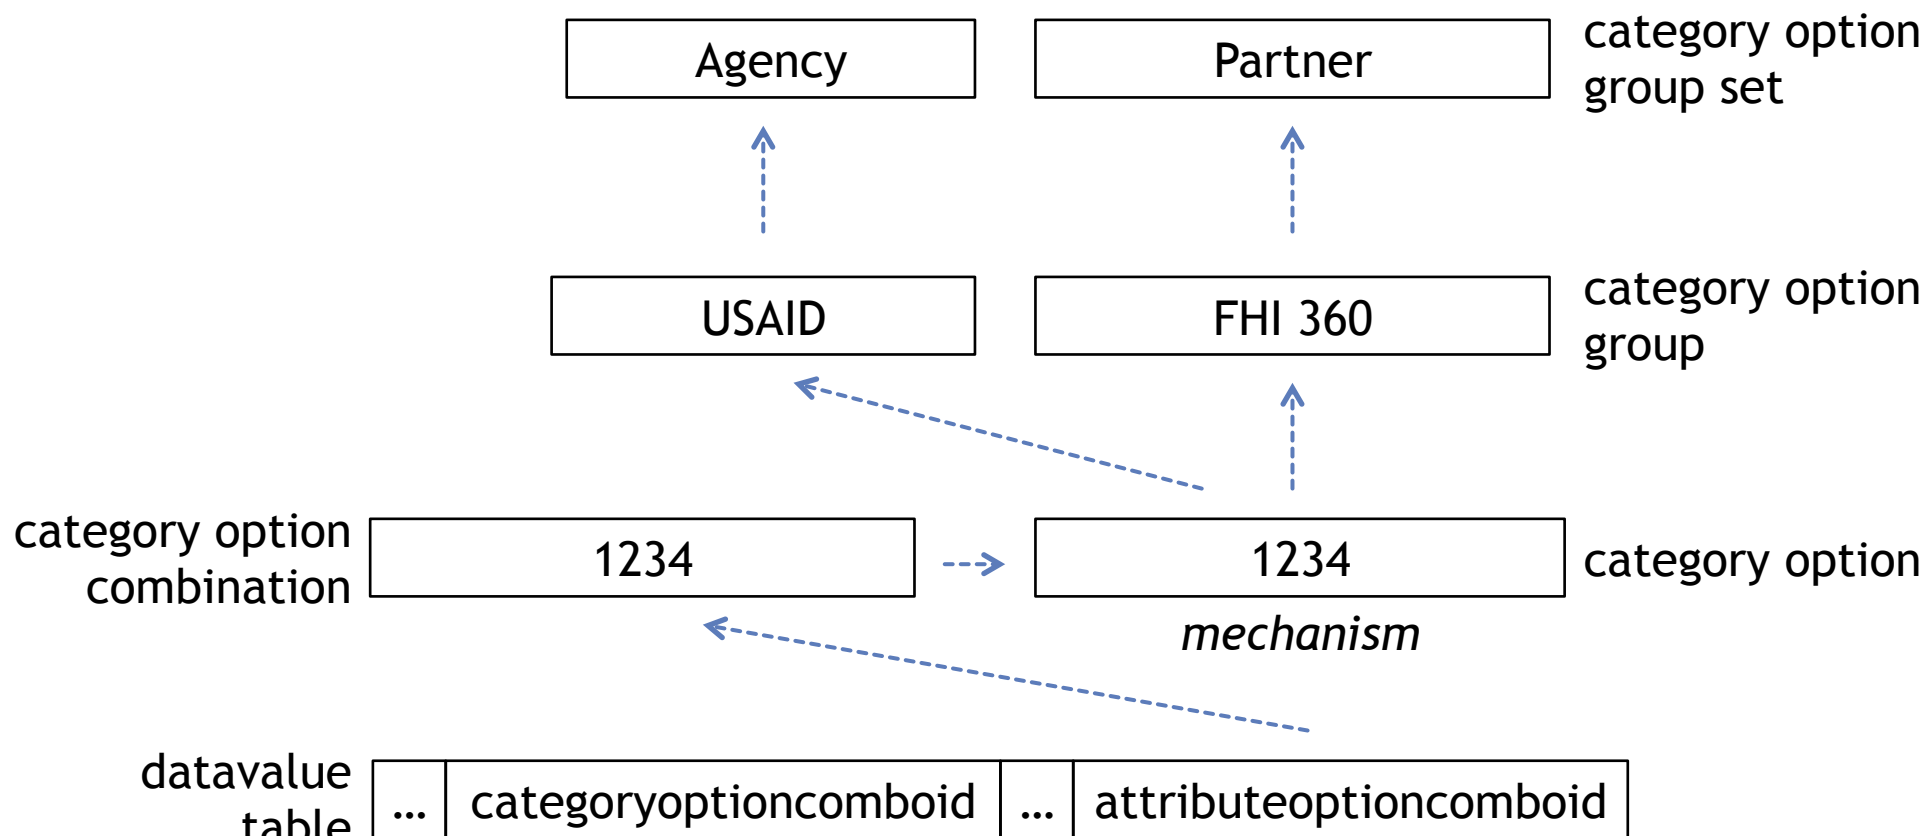 Agency
Partner
category option
group set
USAID
FHI 360
category option
group
category option
combination
1234
1234
category option
mechanism
datavalue
table
...
categoryoptioncomboid
...
attributeoptioncomboid